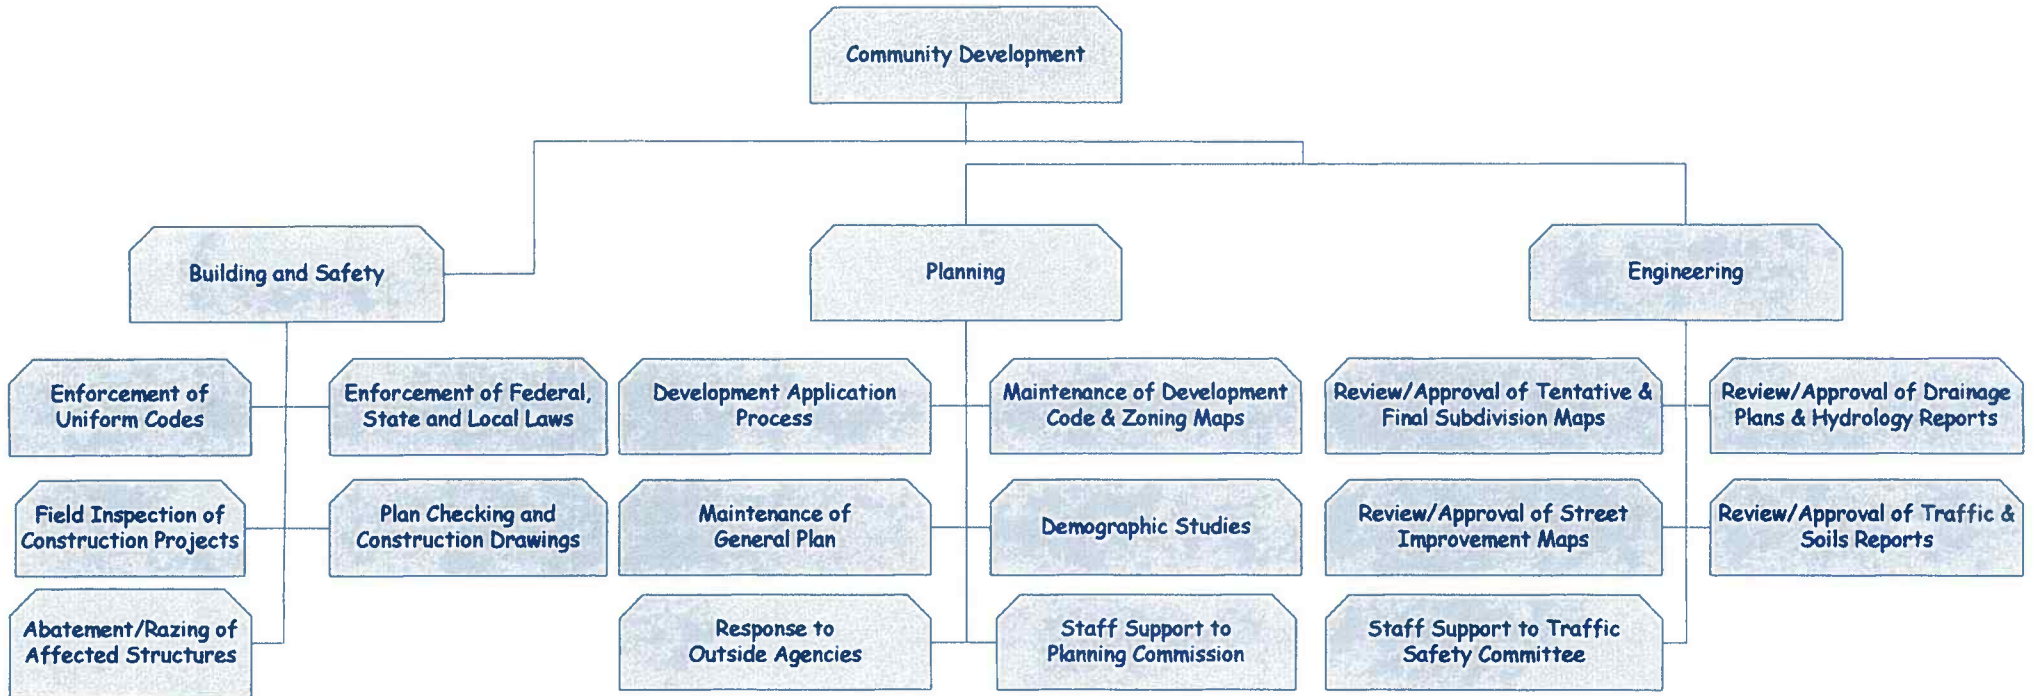 Community Development
Building and Safety
Planning
Engineering
Enforcement of
Uniform Codes
Enforcement of Federal,
State and Local Laws
Development Application
Process
Maintenance of Development
Code & Zoning Maps
Review/Approval of Tentative &
Final Subdivision Maps
Review/Approval of Drainage
Plans & Hydrology Reports
Field Inspection of
Construction Projects
Plan Checking and
Construction Drawings
Maintenance of
General Plan
Demographic Studies
Review/Approval of Street
Improvement Maps
Review/Approval of Traffic &
Soils Reports
Abatement/Razing of
Affected Structures
Response to
Outside Agencies
Staff Support to
Planning Commission
Staff Support to Traffic
Safety Committee